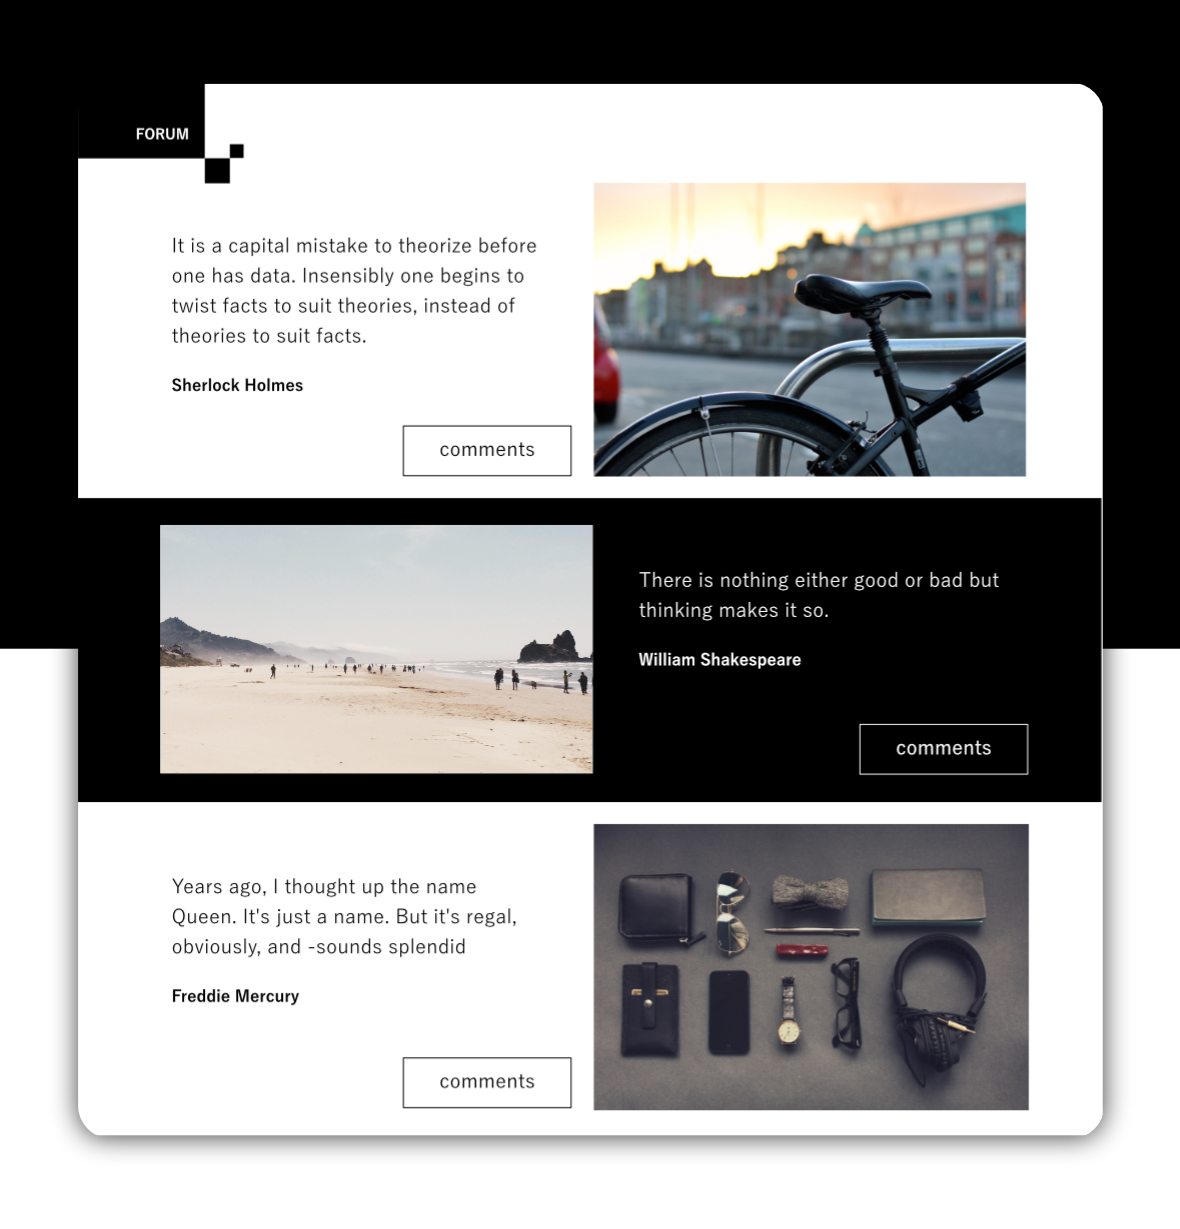 FORUM
It is a capital mistake to theorize before
one has data. Insensibly one begins to
twist facts to suit theories, instead of
theories to suit facts.
Sherlock Holmes
comments
There is nothing either good or bad but
thinking makes it so.
William Shakespeare
comments
Years ago, I thought up the name
Queen. It's just a name. But it's regal,
obviously, and -sounds splendid
Freddie Mercury
comments